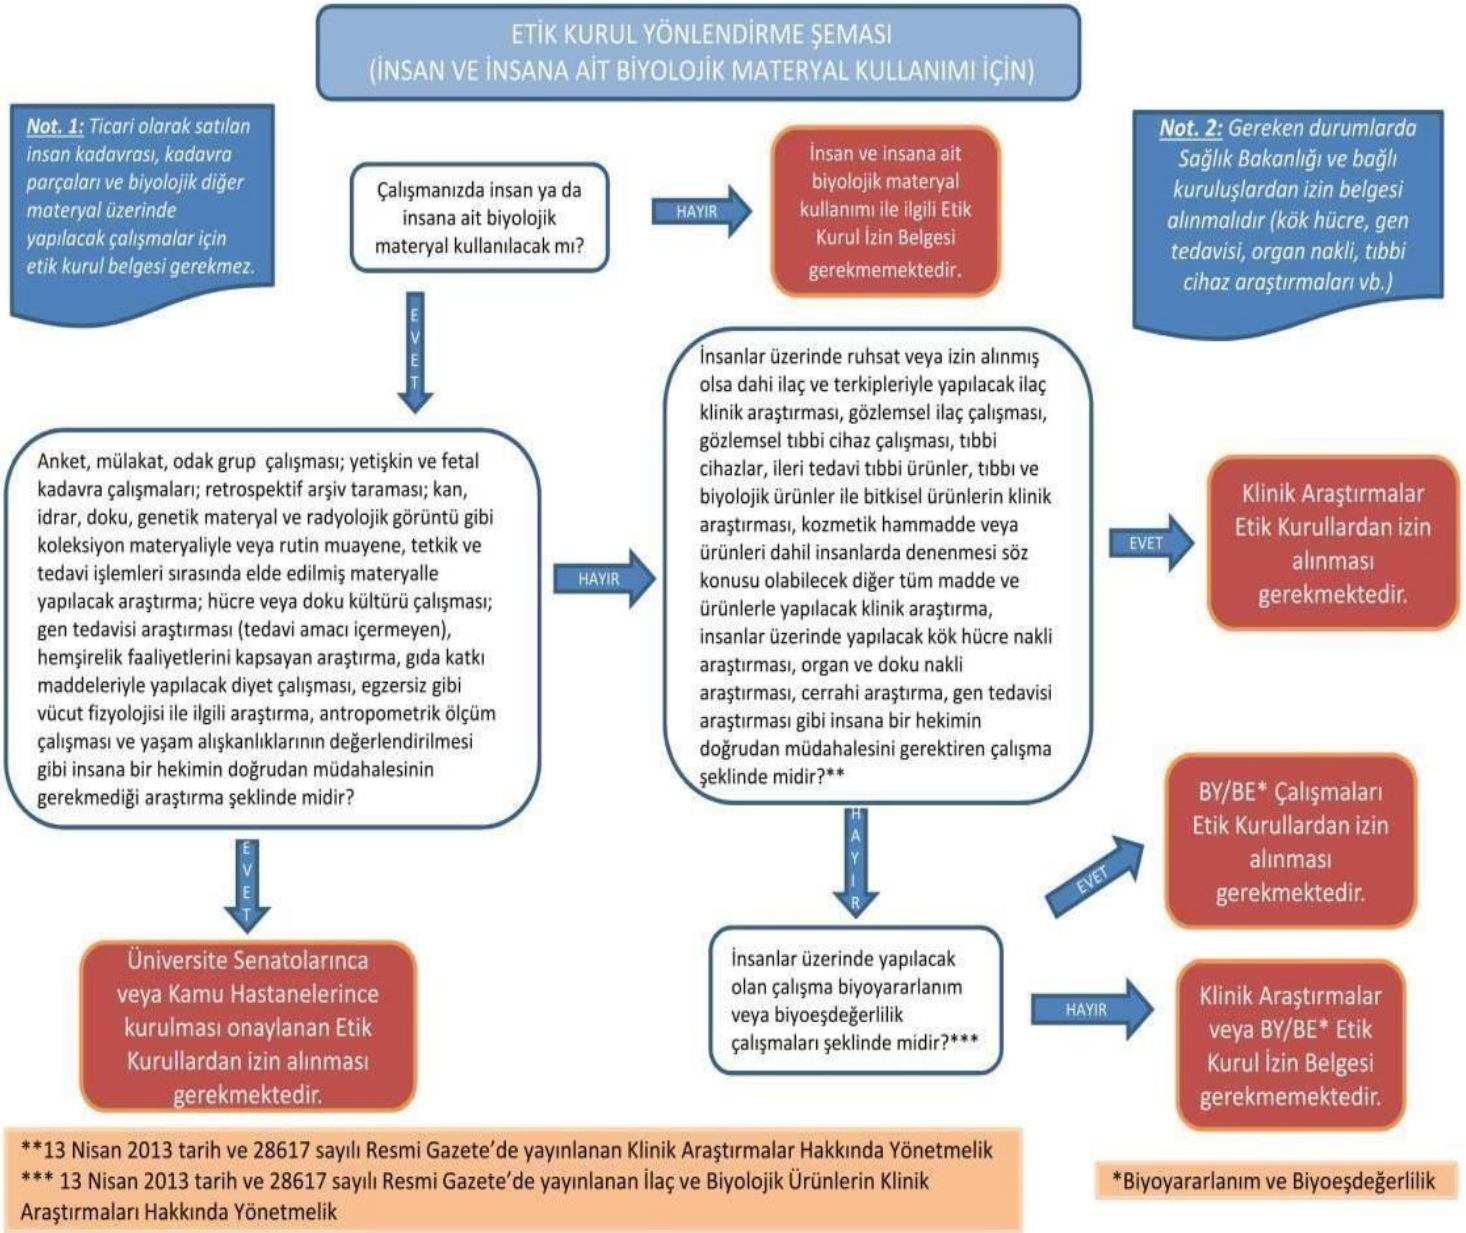 ETİK KURUL YÖNLENDİRME ŞEMASI
(İNSAN VE İNSANA AİT BİYOLOJİK MATERYAL KULLANIMI İÇİN)
Not. 1: Ticari olarak satılan
insan kadavrası, kadavra
parçaları ve biyolojik diğer
materyal üzerinde
yapılacak çalışmalar için
etik kurul belgesi gerekmez.
Çalışmanızda insan ya da
insana ait biyolojik
materyal kullanılacak mı?
HAYIR
İnsan ve insana ait
biyolojik materyal
kullanımı ile ilgili Etik
Kurul İzin Belgesi
gerekmemektedir.
Not. 2: Gereken durumlarda
Sağlık Bakanlığı ve bağlı
kuruluşlardan izin belgesi
alınmalıdır (kök hücre, gen
tedavisi, organ nakli, tıbbi
cihaz araştırmaları vb.)
EVET
Anket, mülakat, odak grup çalışması; yetişkin ve fetal
kadavra çalışmaları; retrospektif arşiv taraması; kan,
idrar, doku, genetik materyal ve radyolojik görüntü gibi
koleksiyon materyaliyle veya rutin muayene, tetkik ve
tedavi işlemleri sırasında elde edilmiş materyalle
yapılacak araştırma; hücre veya doku kültürü çalışması;
gen tedavisi araştırması (tedavi amacı içermeyen),
hemşirelik faaliyetlerini kapsayan araştırma, gıda katkı
maddeleriyle yapılacak diyet çalışması, egzersiz gibi
vücut fizyolojisi ile ilgili araştırma, antropometrik ölçüm
çalışması ve yaşam alışkanlıklarının değerlendirilmesi
gibi insana bir hekimin doğrudan müdahalesinin
gerekmediği araştırma şeklinde midir?
HAYIR
İnsanlar üzerinde ruhsat veya izin alınmış
olsa dahi ilaç ve terkipleriyle yapılacak ilaç
klinik araştırması, gözlemsel ilaç çalışması,
gözlemsel tıbbi cihaz çalışması, tıbbi
cihazlar, ileri tedavi tıbbi ürünler, tıbbı ve
biyolojik ürünler ile bitkisel ürünlerin klinik
araştırması, kozmetik hammadde veya
ürünleri dahil insanlarda denenmesi söz
konusu olabilecek diğer tüm madde ve
ürünlerle yapılacak klinik araştırma,
insanlar üzerinde yapılacak kök hücre nakli
araştırması, organ ve doku nakli
araştırması, cerrahi araştırma, gen tedavisi
araştırması gibi insana bir hekimin
doğrudan müdahalesini gerektiren çalışma
şeklinde midir?**
EVET
Klinik Araştırmalar
Etik Kurullardan izin
alınması
gerekmektedir.
EVET
Üniversite Senatolarınca
veya Kamu Hastanelerince
kurulması onaylanan Etik
Kurullardan izin alınması
gerekmektedir.
HAYIR
İnsanlar üzerinde yapılacak
olan çalışma biyoyararlanım
veya biyoeşdeğerlilik
çalışmaları şeklinde midir?***
EVET
BY/BE* Çalışmaları
Etik Kurullardan izin
alınması
gerekmektedir.
HAYIR
Klinik Araştırmalar
veya BY/BE* Etik
Kurul İzin Belgesi
gerekmemektedir.
**13 Nisan 2013 tarih ve 28617 sayılı Resmi Gazete’de yayınlanan Klinik Araştırmalar Hakkında Yönetmelik
*** 13 Nisan 2013 tarih ve 28617 sayılı Resmi Gazete’de yayınlanan İlaç ve Biyolojik Ürünlerin Klinik
Araştırmaları Hakkında Yönetmelik
*Biyoyararlanım ve Biyoeşdeğerlilik